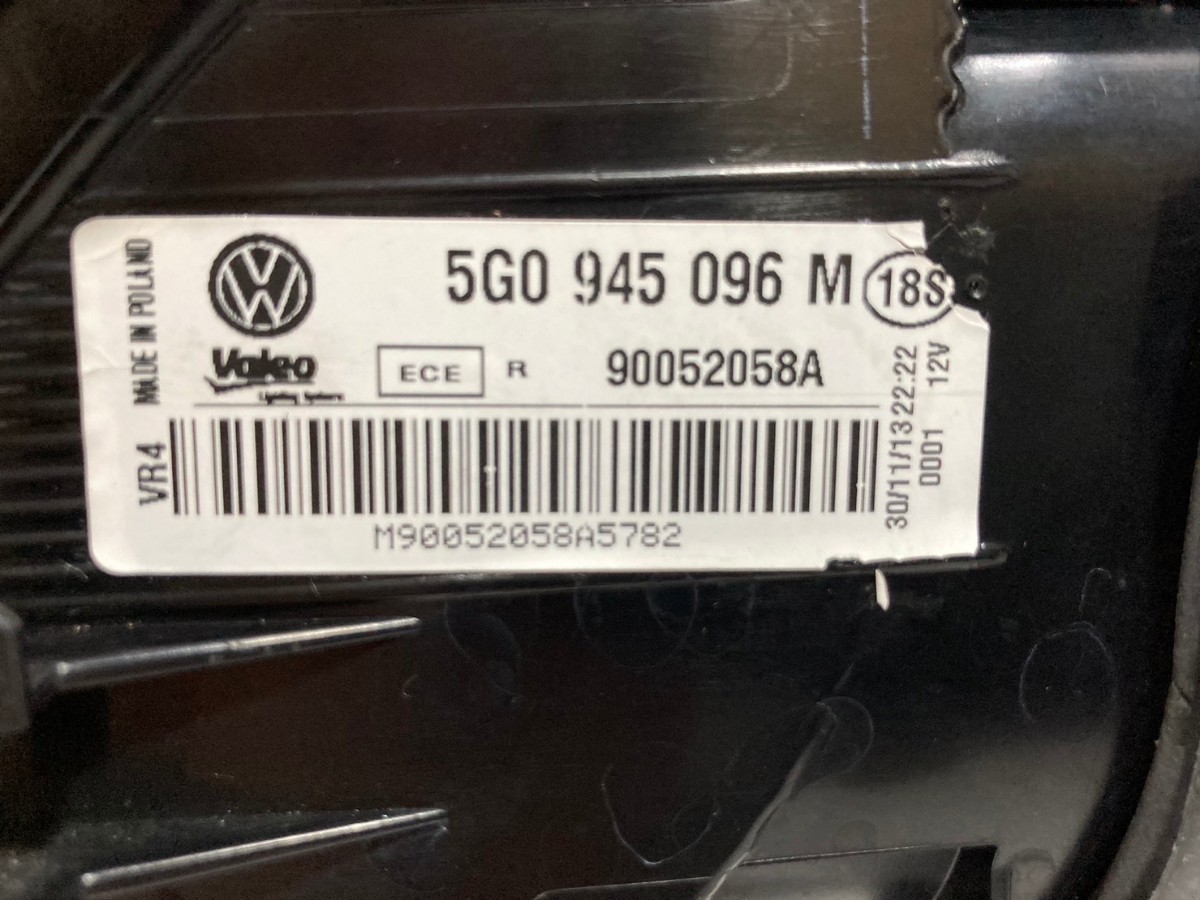 MADE IN POLAND
5G0 945 096 M 18S
Valeo
ECE R 90052058A
VR4
30/11/13 22:22
0001 12V
M90052058A5782